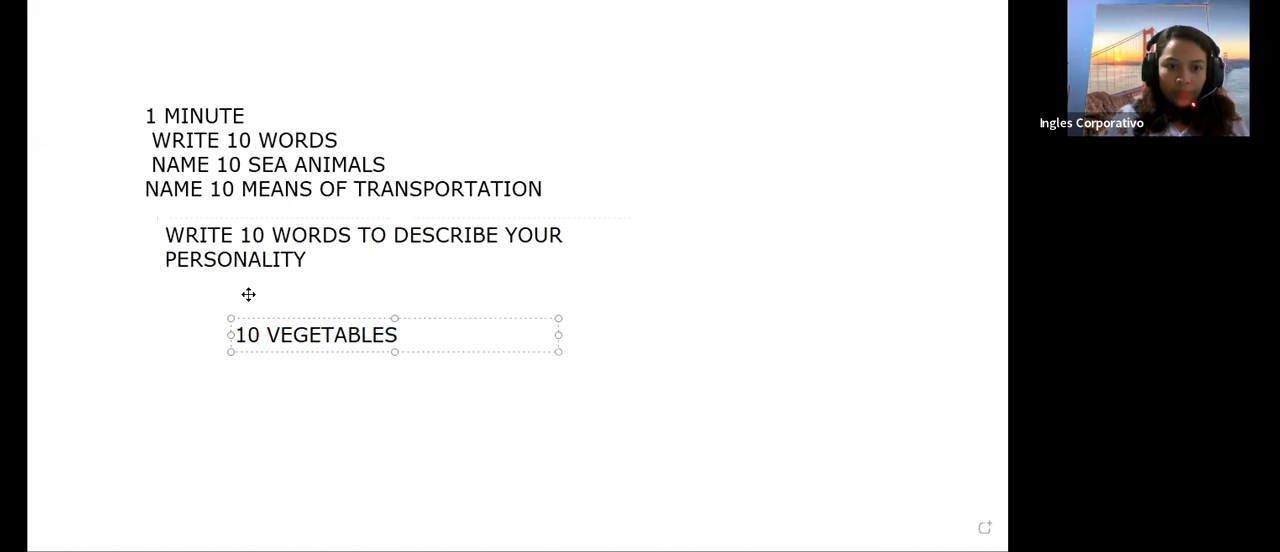 1 MINUTE
WRITE 10 WORDS
NAME 10 SEA ANIMALS
NAME 10 MEANS OF TRANSPORTATION
WRITE 10 WORDS TO DESCRIBE YOUR
PERSONALITY
10 VEGETABLES
Ingles Corporativo